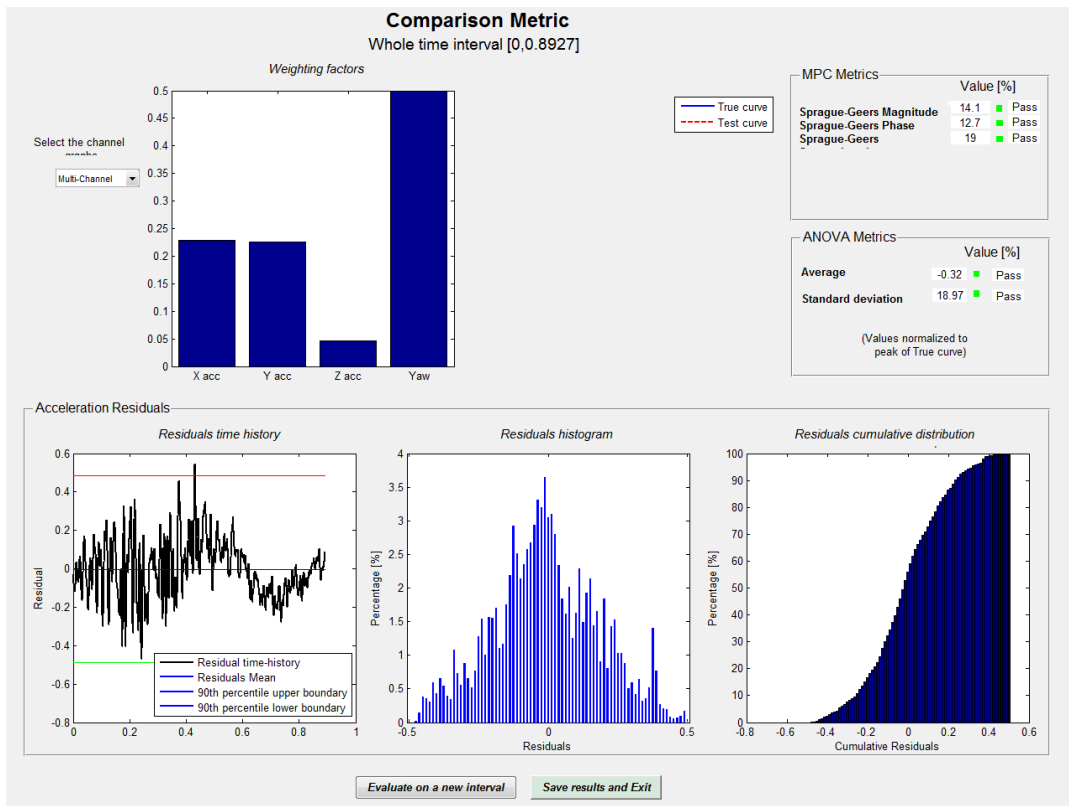 Comparison Metric
Whole time interval [0,0.8927]
Weighting factors
0.5
0.45
0.4
0.35
0.3
0.25
0.2
0.15
0.1
0.05
0
X acc Y acc Z acc Yaw
Select the channel
Multi-Channel
True curve
Test curve
MPC Metrics
Value [%]
Sprague-Geers Magnitude 14.1 Pass
Sprague-Geers Phase 12.7 Pass
Sprague-Geers 19 Pass
ANOVA Metrics
Value [%]
Average -0.32 Pass
Standard deviation 18.97 Pass
(Values normalized to
peak of True curve)
Acceleration Residuals
Residuals time history
0.6
0.4
0.2
0
-0.2
-0.4
-0.6
-0.8
0 0.2 0.4 0.6 0.8 1
Residual
Residual time-history
Residuals Mean
90th percentile upper boundary
90th percentile lower boundary
Residuals histogram
4
3.5
3
2.5
2
1.5
1
0.5
0
-0.5 0 0.5
Percentage [%]
Residuals
Residuals cumulative distribution
100
90
80
70
60
50
40
30
20
10
0
-0.8 -0.6 -0.4 -0.2 0 0.2 0.4 0.6
Percentage [%]
Cumulative Residuals
Evaluate on a new interval
Save results and Exit